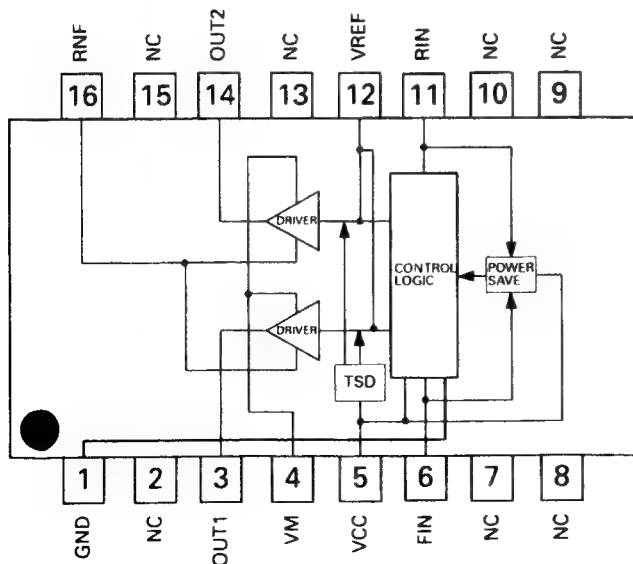 RNF NC OUT2 NC VREF RIN NC NC
16 15 14 13 12 11 10 9
DRIVER
CONTROL
LOGIC
POWER
SAVE
DRIVER
TSD
1 2 3 4 5 6 7 8
GND NC OUT1 VM VCC FIN NC NC